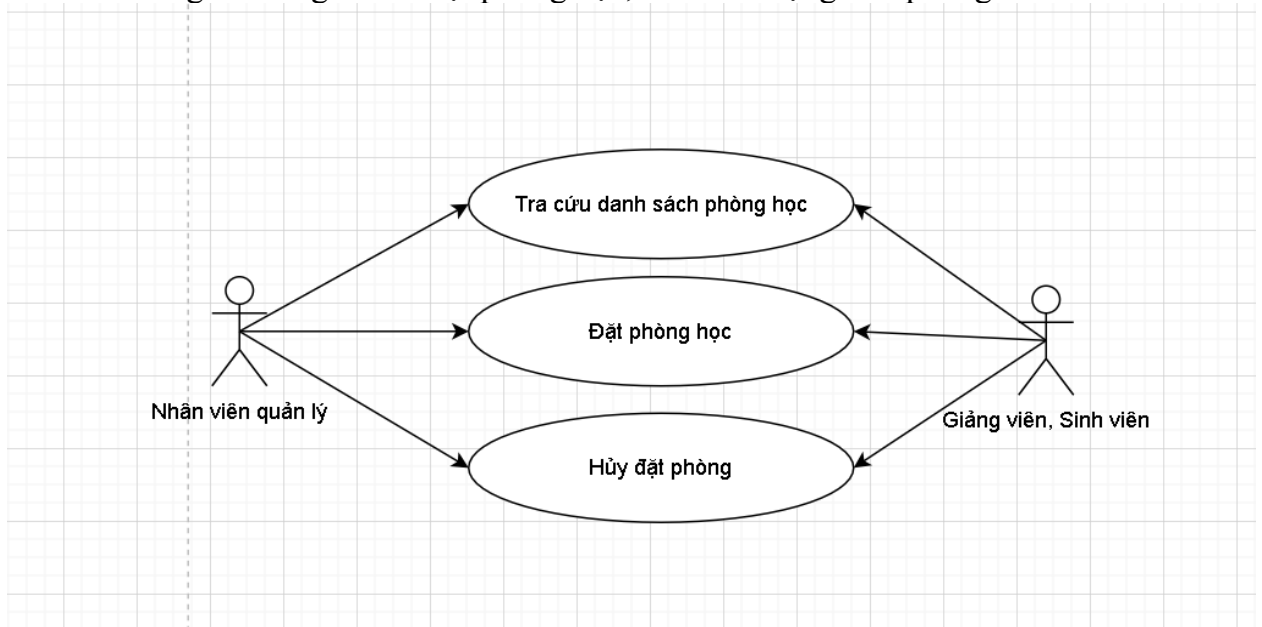 Tra cứu danh sách phòng học
Đặt phòng học
Nhân viên quản lý
Giảng viên, Sinh viên
Hủy đặt phòng